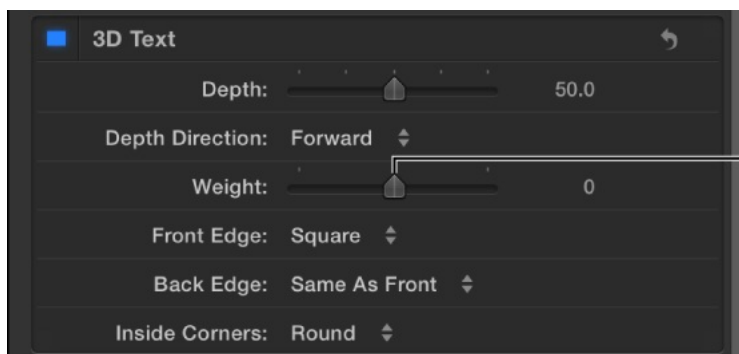 3D Text
Depth: 50.0
Depth Direction: Forward
Weight: 0
Front Edge: Square
Back Edge: Same As Front
Inside Corners: Round